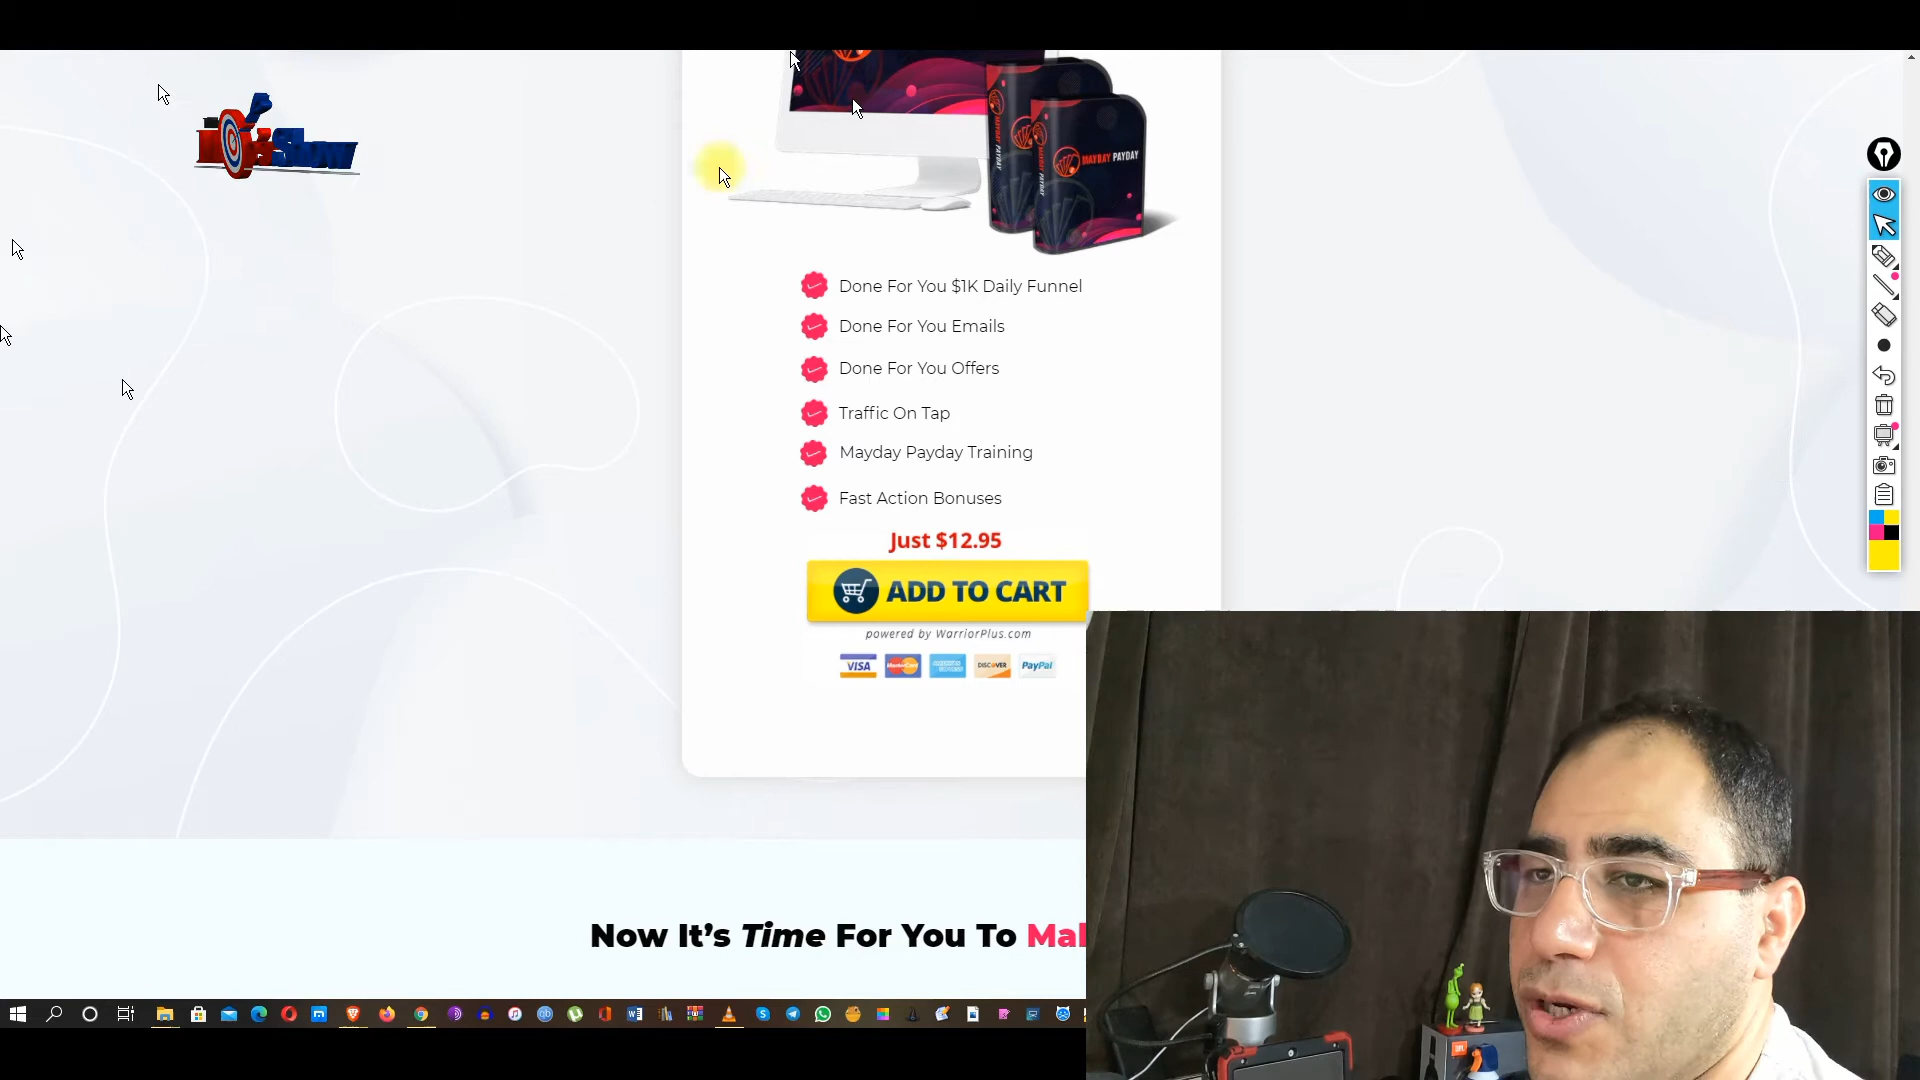 MAYDAY PAYDAY
Done For You $1K Daily Funnel
Done For You Emails
Done For You Offers
Traffic On Tap
Mayday Payday Training
Fast Action Bonuses
Just $12.95
ADD TO CART
powered by WarriorPlus.com
VISA MasterCard DISCOVER PayPal
Now It's Time For You To
JBL